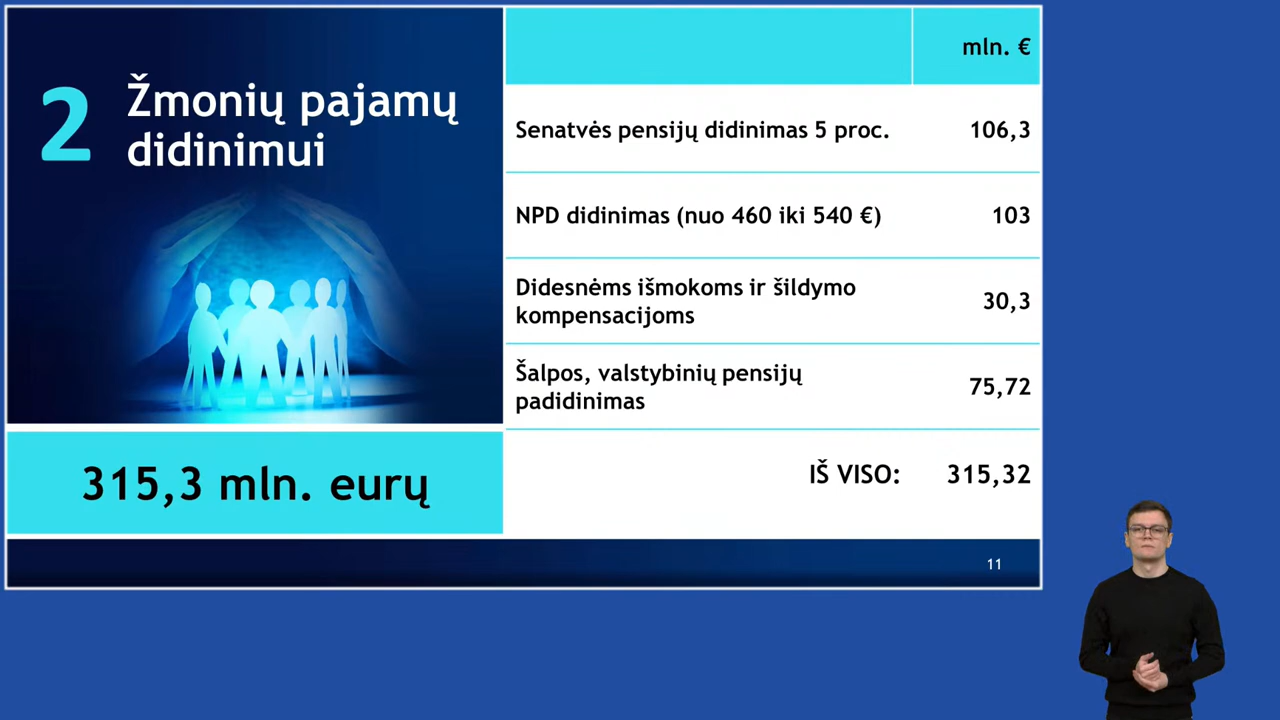 2
Žmonių pajamų
didinimui
315,3 mln. eurų
mln. €
Senatvės pensijų didinimas 5 proc. 106,3
NPD didinimas (nuo 460 iki 540 €) 103
Didesnėms išmokoms ir šildymo
kompensacijoms 30,3
Šalpos, valstybinių pensijų
padidinimas 75,72
IŠ VISO: 315,32
11